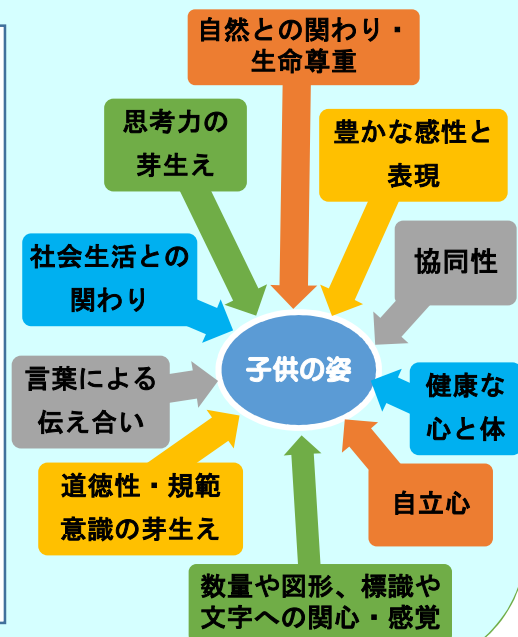 自然との関わり・
生命尊重
思考力の
芽生え
豊かな感性と
表現
社会生活との
関わり
協同性
子供の姿
言葉による
伝え合い
健康な
心と体
道徳性・規範
意識の芽生え
自立心
数量や図形、標識や
文字への関心・感覚